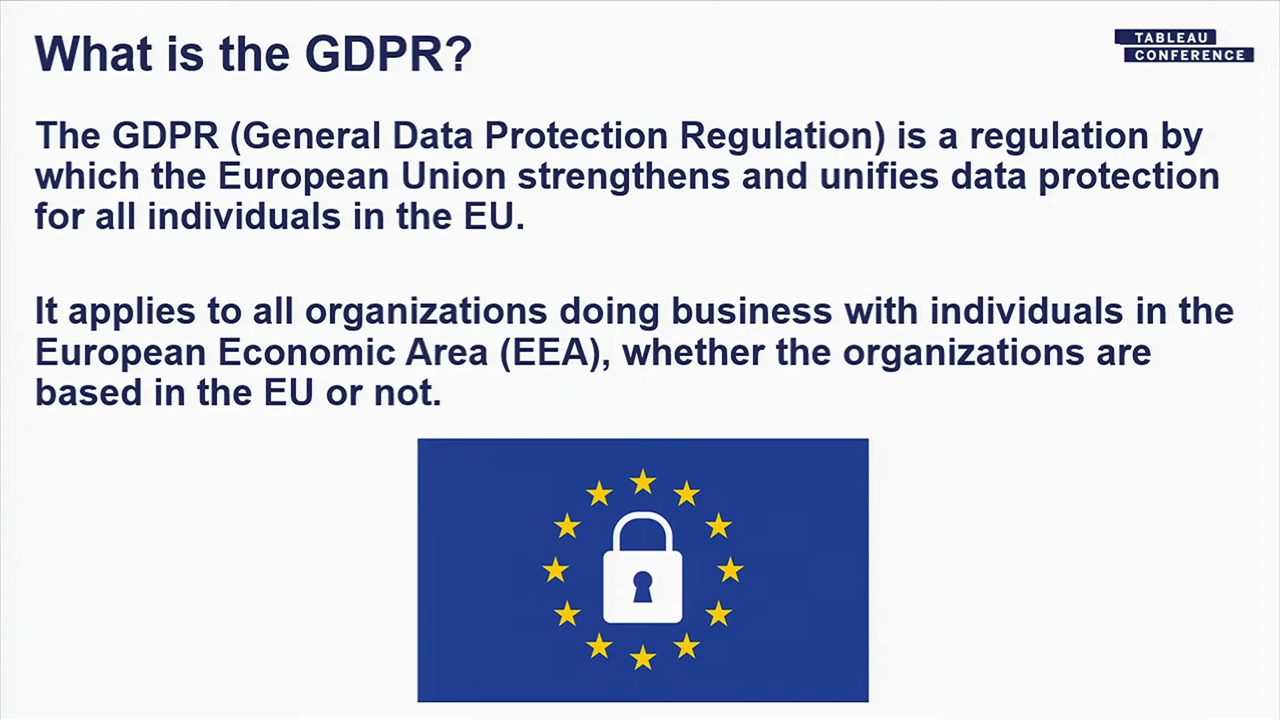 What is the GDPR?
TABLEAU
CONFERENCE
The GDPR (General Data Protection Regulation) is a regulation by
which the European Union strengthens and unifies data protection
for all individuals in the EU.
It applies to all organizations doing business with individuals in the
European Economic Area (EEA), whether the organizations are
based in the EU or not.